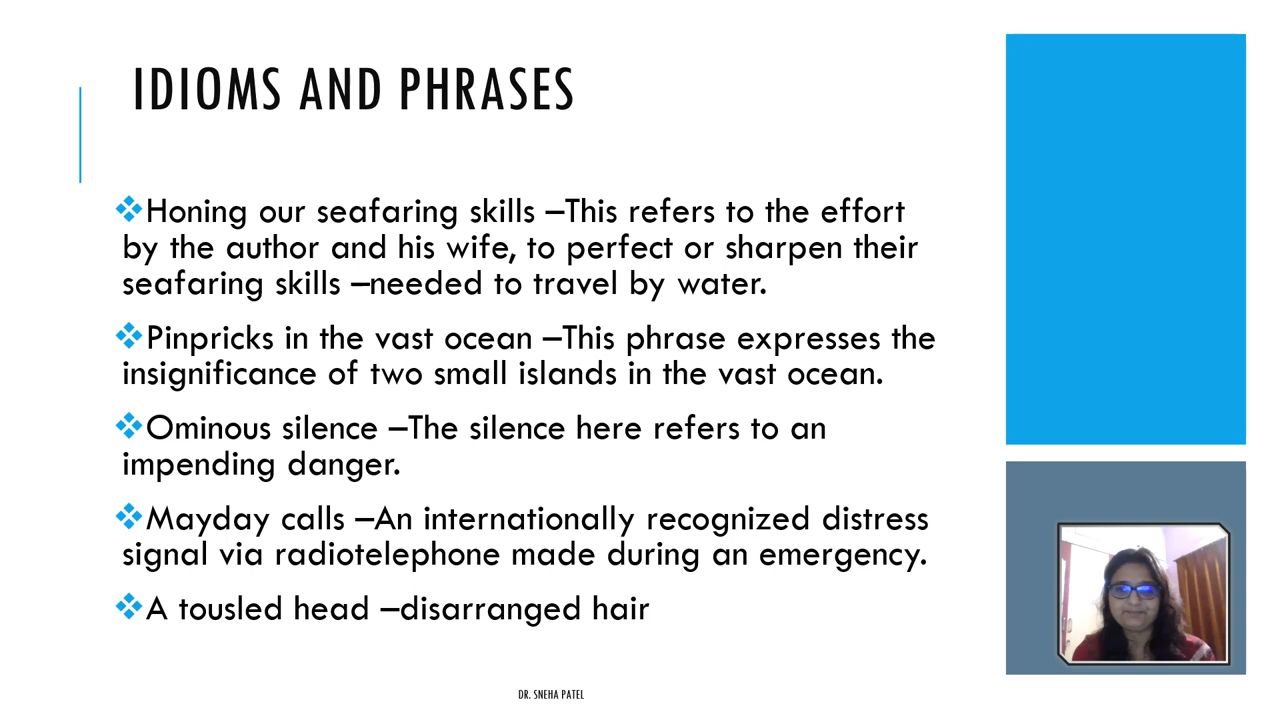 IDIOMS AND PHRASES
❖Honing our seafaring skills –This refers to the effort
by the author and his wife, to perfect or sharpen their
seafaring skills –needed to travel by water.
❖Pinpricks in the vast ocean –This phrase expresses the
insignificance of two small islands in the vast ocean.
❖Ominous silence –The silence here refers to an
impending danger.
❖Mayday calls –An internationally recognized distress
signal via radiotelephone made during an emergency.
❖A tousled head –disarranged hair
DR. SNEHA PATEL